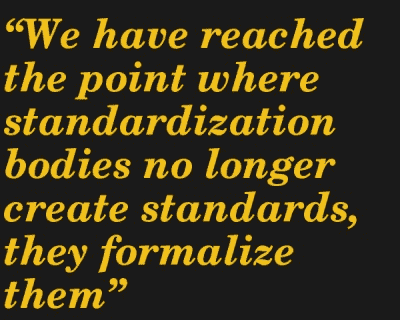 “We have reached
the point where
standardization
bodies no longer
create standards,
they formalize
them”